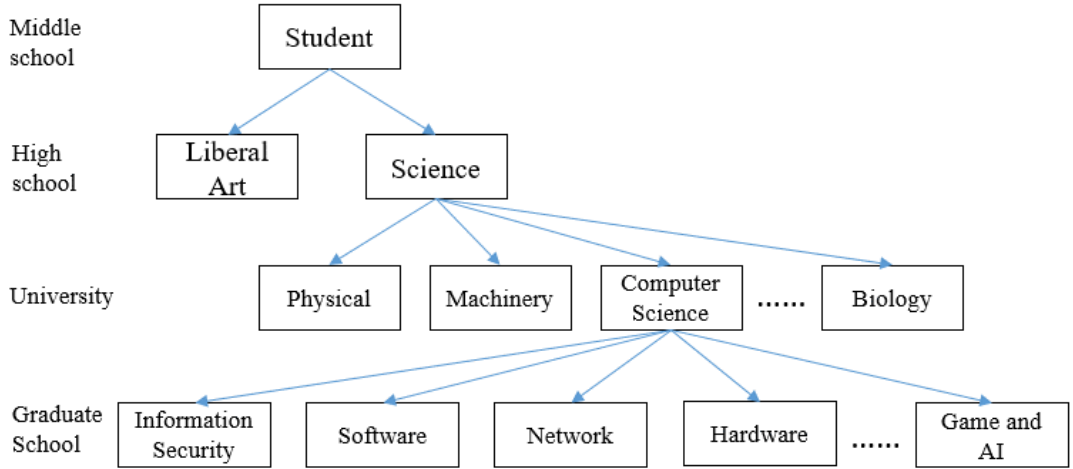 Middle
school
Student
High
school
Liberal
Art
Science
University
Physical
Machinery
Computer
Science
......
Biology
Graduate
School
Information
Security
Software
Network
Hardware
......
Game and
AI